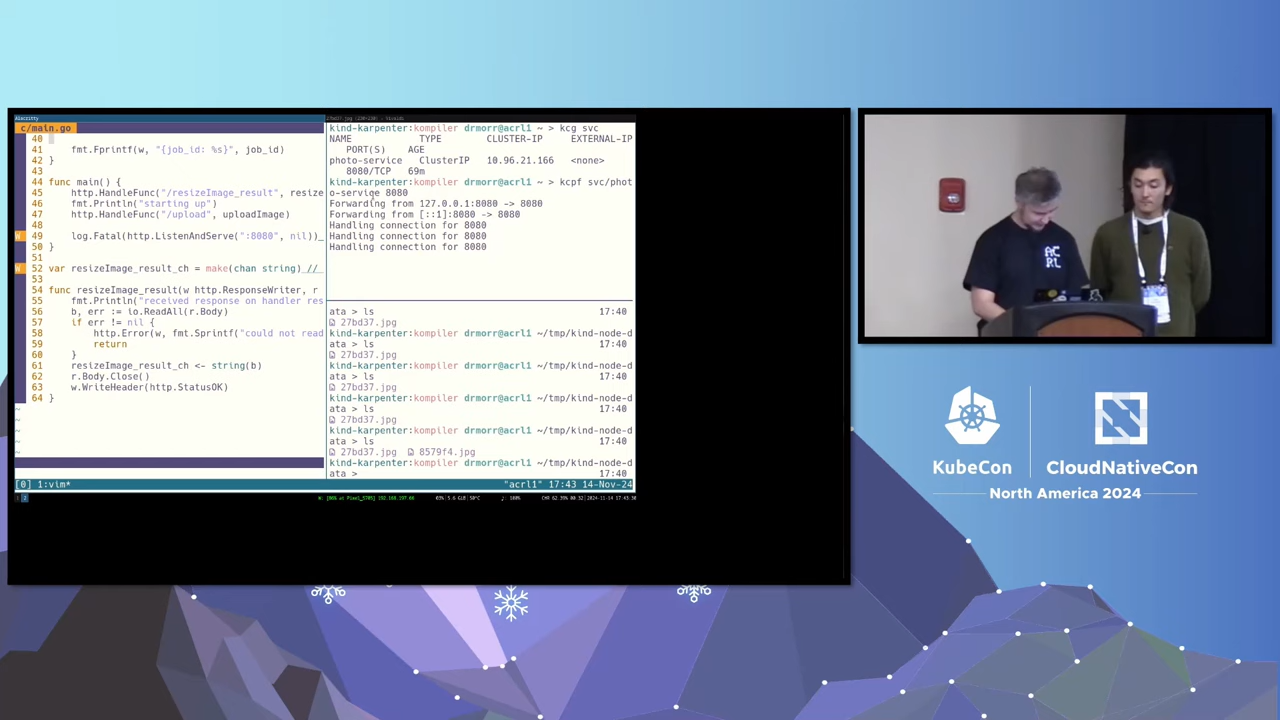 Alacritty
c/main.go
40
41 fmt.Fprintf(w, "{job_id: %s}", job_id)
42 }
43
44 func main() {
45 http.HandleFunc("/resizeImage_result", resize
46 fmt.Println("starting up")
47 http.HandleFunc("/upload", uploadImage)
48
W 49 log.Fatal(http.ListenAndServe(":8080", nil))_
50 }
51
W 52 var resizeImage_result_ch = make(chan string)_//_
53
54 func resizeImage_result(w http.ResponseWriter, r
55 fmt.Println("received response on handler res
56 b, err := io.ReadAll(r.Body)
57 if err != nil {
58 http.Error(w, fmt.Sprintf("could not read
59 return
60 }
61 resizeImage_result_ch <- string(b)
62 r.Body.Close()
63 w.WriteHeader(http.StatusOK)
64 }
~
~
~
~
~
kind-karpenter:kompiler drmorr@acrl1 ~ > kcg svc
NAME TYPE CLUSTER-IP EXTERNAL-IP
PORT(S) AGE
photo-service ClusterIP 10.96.21.166 <none>
8080/TCP 69m
kind-karpenter:kompiler drmorr@acrl1 ~ > kcpf svc/phot
o-service 8080
Forwarding from 127.0.0.1:8080 -> 8080
Forwarding from [::1]:8080 -> 8080
Handling connection for 8080
Handling connection for 8080
Handling connection for 8080
ata > ls 17:40
27bd37.jpg
kind-karpenter:kompiler drmorr@acrl1 ~/tmp/kind-node-d
ata > ls 17:40
27bd37.jpg
kind-karpenter:kompiler drmorr@acrl1 ~/tmp/kind-node-d
ata > ls 17:40
27bd37.jpg
kind-karpenter:kompiler drmorr@acrl1 ~/tmp/kind-node-d
ata > ls 17:40
27bd37.jpg
kind-karpenter:kompiler drmorr@acrl1 ~/tmp/kind-node-d
ata > ls 17:40
27bd37.jpg 8579f4.jpg
kind-karpenter:kompiler drmorr@acrl1 ~/tmp/kind-node-d
ata > 17:40
[0] 1:vim* "acrl1" 17:43 14-Nov-24
AC
RL
KubeCon
CloudNativeCon
North America 2024